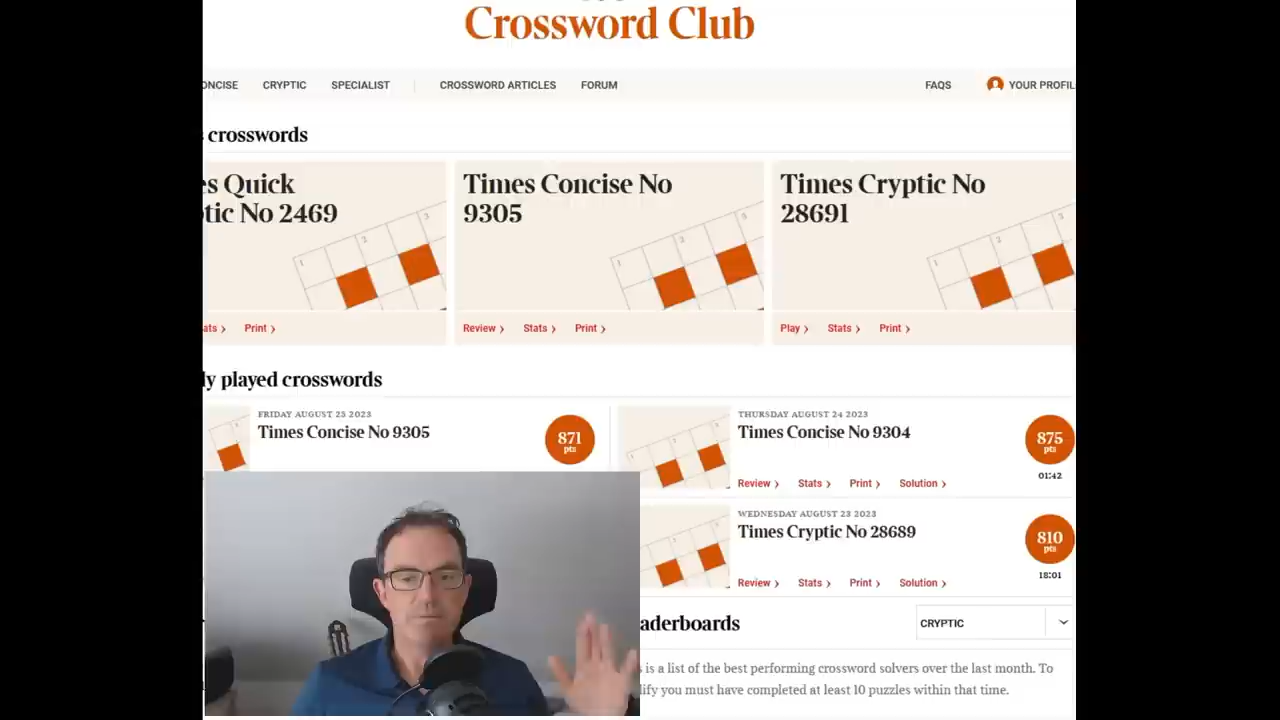 Crossword Club
ONCISE CRYPTIC SPECIALIST CROSSWORD ARTICLES FORUM FAQS YOUR PROFIL
crosswords
es Quick
tic No 2469
Times Concise No
9305
Times Cryptic No
28691
ats Print
Review Stats Print
Play Stats Print
ly played crosswords
FRIDAY AUGUST 25 2023
Times Concise No 9305
871
pts
THURSDAY AUGUST 24 2023
Times Concise No 9304
Review Stats Print Solution
875
pts
01:42
WEDNESDAY AUGUST 23 2023
Times Cryptic No 28689
Review Stats Print Solution
810
pts
18:01
aderboards
CRYPTIC
is a list of the best performing crossword solvers over the last month. To
lify you must have completed at least 10 puzzles within that time.